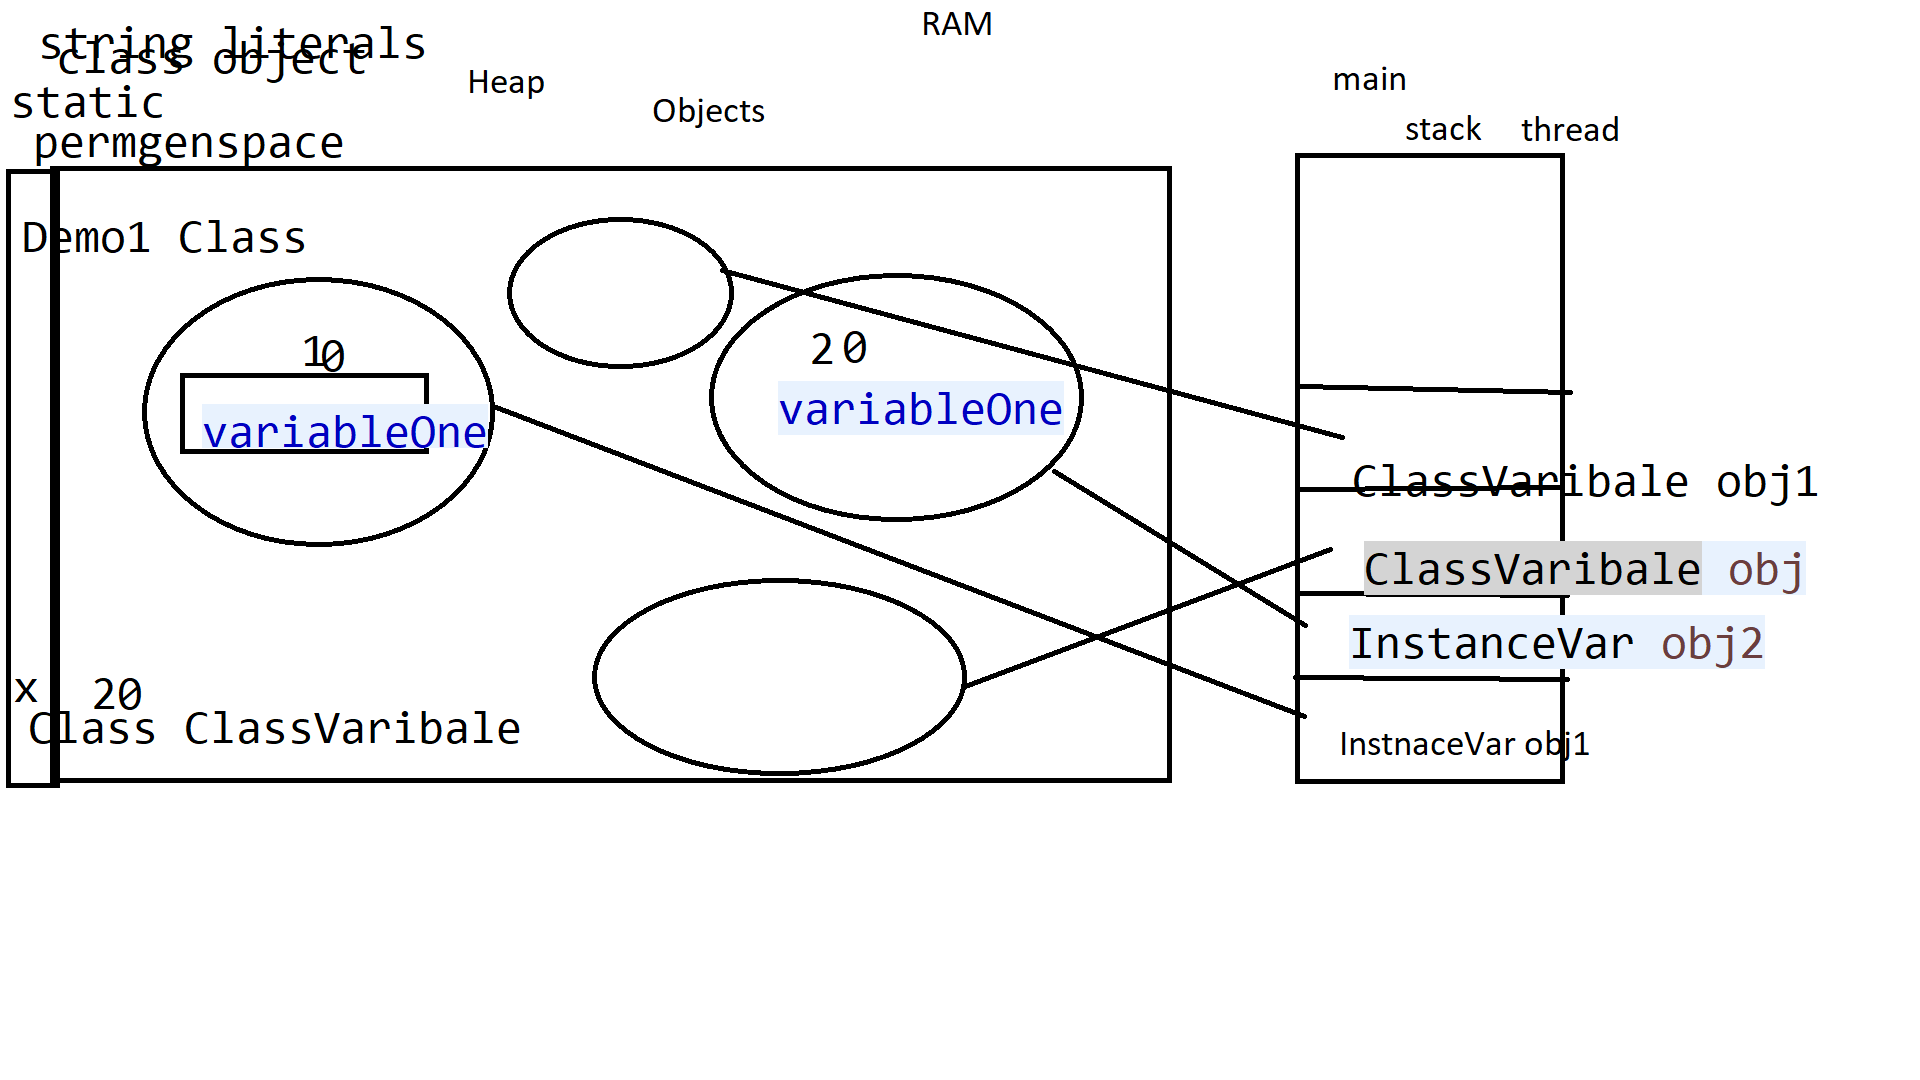 RAM
string literals
class object
static
permgenspace
Heap
Objects
main
stack thread
Demo1 Class
10
variableOne
20
variableOne
ClassVaribale obj1
ClassVaribale obj
InstanceVar obj2
InstnaceVar obj1
x 20
Class ClassVaribale